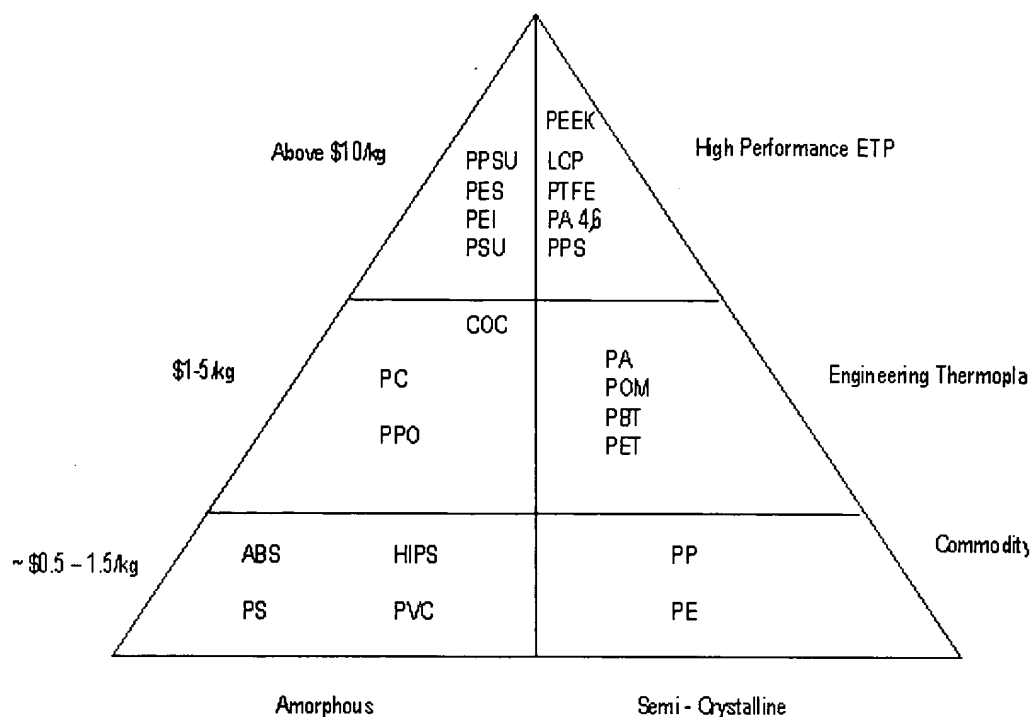 PEEK
Above $10/kg
High Performance ETP
PPSU LCP
PES PTFE
PEI PA 4,6
PSU PPS
COC
$1-5/kg
PC
PPO
PA
POM
PBT
PET
Engineering Thermopla
~ $0.5 – 1.5/kg
ABS HIPS
PS PVC
PP
PE
Commodity
Amorphous
Semi - Crystalline